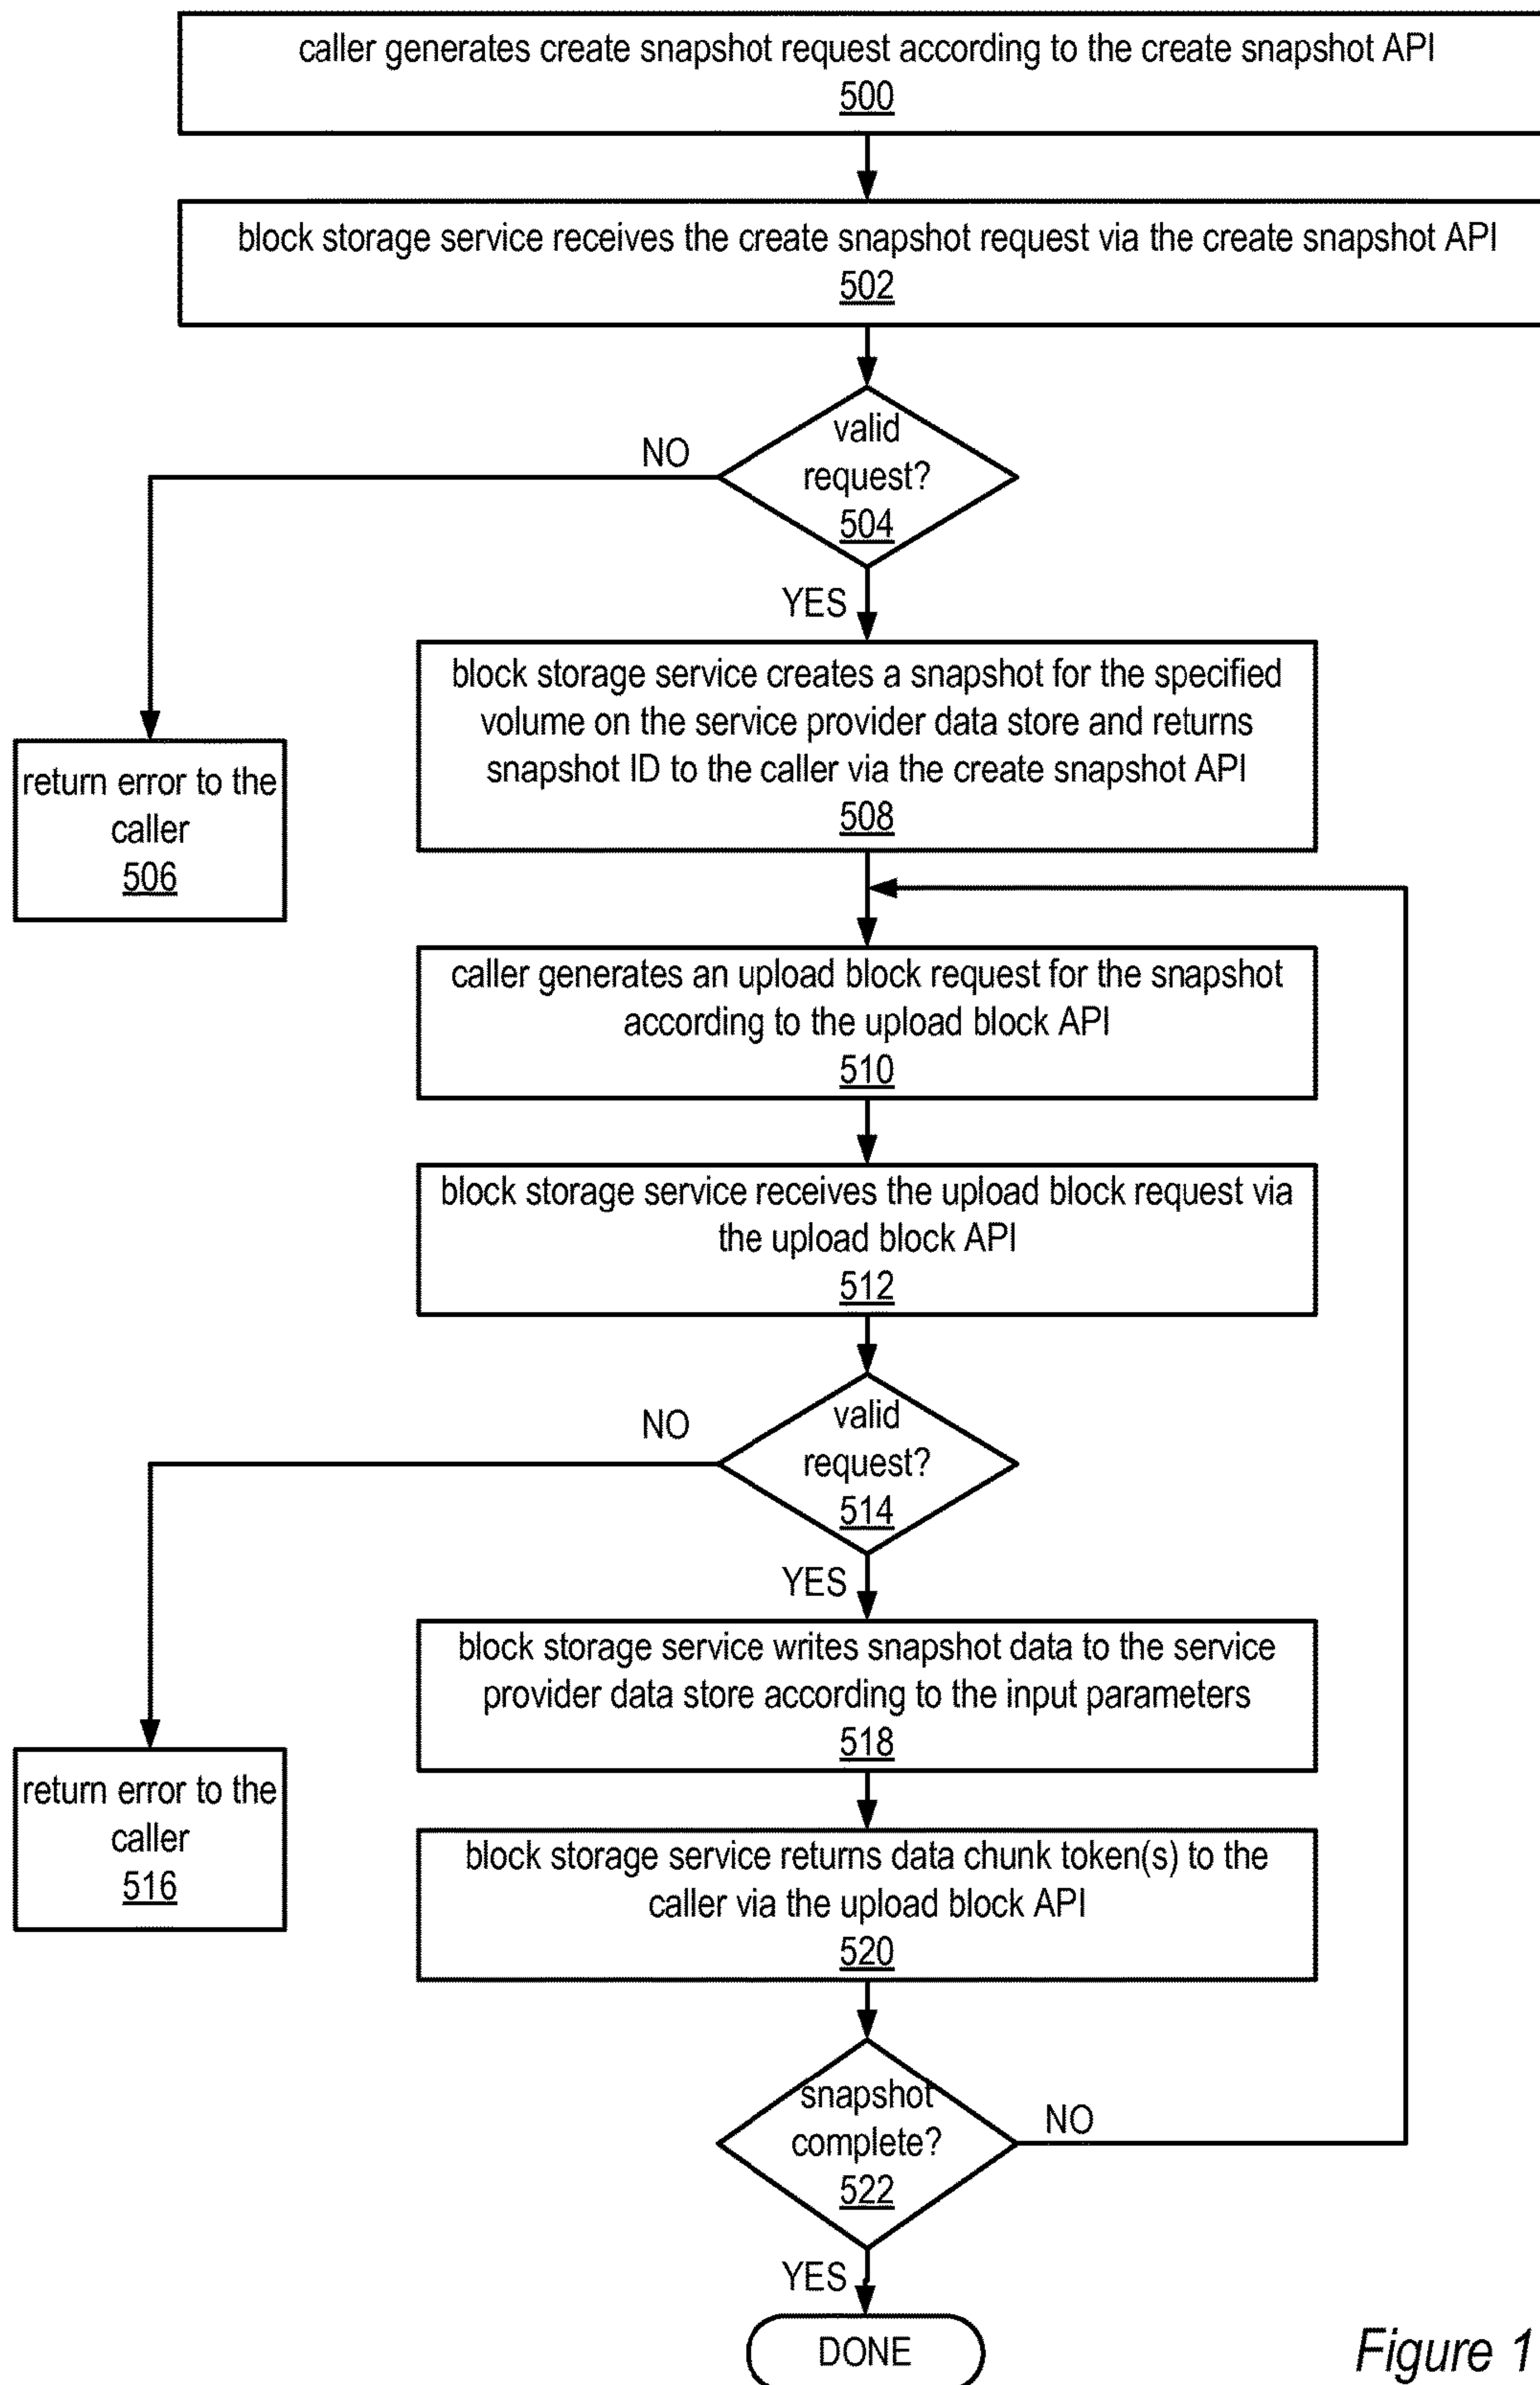 caller generates create snapshot request according to the create snapshot API
500
block storage service receives the create snapshot request via the create snapshot API
502
valid
request?
504
NO
YES
block storage service creates a snapshot for the specified
volume on the service provider data store and returns
snapshot ID to the caller via the create snapshot API
508
return error to the
caller
506
caller generates an upload block request for the snapshot
according to the upload block API
510
block storage service receives the upload block request via
the upload block API
512
valid
request?
514
NO
YES
block storage service writes snapshot data to the service
provider data store according to the input parameters
518
return error to the
caller
516
block storage service returns data chunk token(s) to the
caller via the upload block API
520
snapshot
complete?
522
NO
YES
DONE
Figure 1